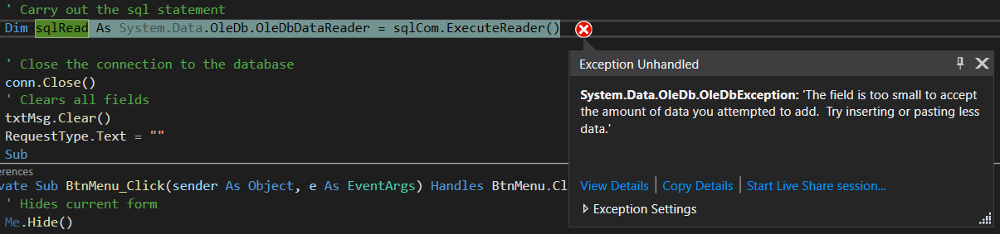 ' Carry out the sql statement
Dim sqlRead As System.Data.OleDb.OleDbDataReader = sqlCom.ExecuteReader()
' Close the connection to the database
conn.Close()
' Clears all fields
txtMsg.Clear()
RequestType.Text = ""
Sub
erences
vate Sub BtnMenu_Click(sender As Object, e As EventArgs) Handles BtnMenu.Cli
' Hides current form
Me.Hide()
Exception Unhandled
System.Data.OleDb.OleDbException: 'The field is too small to accept
the amount of data you attempted to add.  Try inserting or pasting less
data.'
View Details | Copy Details | Start Live Share session...
Exception Settings